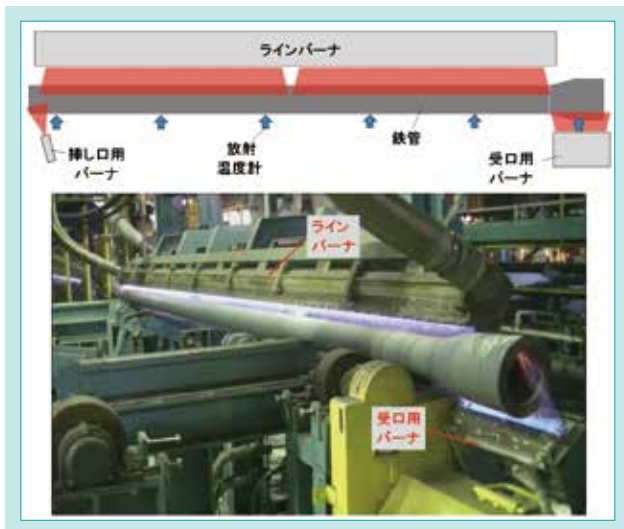 ラインバーナ
挿し口用
バーナ
放射
温度計
鉄管
受口用
バーナ
ライン
バーナ
受口用
バーナ